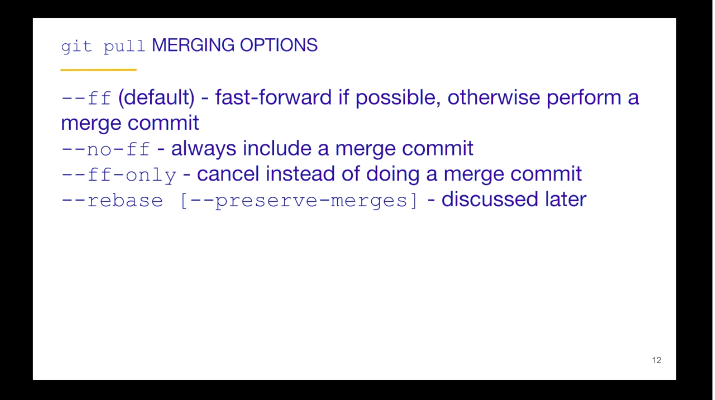 git pull MERGING OPTIONS
--ff (default) - fast-forward if possible, otherwise perform a
merge commit
--no-ff - always include a merge commit
--ff-only - cancel instead of doing a merge commit
--rebase [--preserve-merges] - discussed later
12